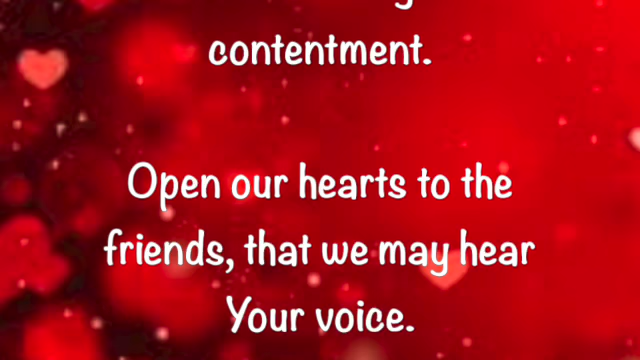 contentment.
Open our hearts to the
friends, that we may hear
Your voice.